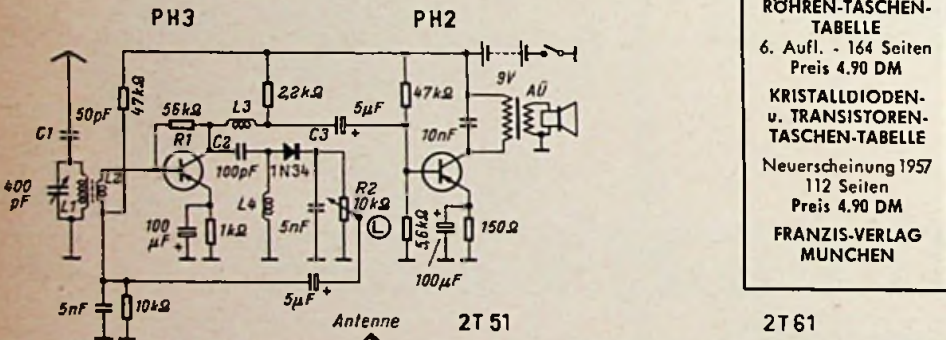 PH3
PH2
9V
AÜ
50pF
C1
47kΩ
56kΩ
R1
L3
2,2kΩ
5µF
47kΩ
10nF
C2
C3
100pF
1N34
400
pF
L1
L2
L4
R2
10kΩ
L
100
µF
1kΩ
5nF
5,6kΩ
150Ω
100µF
5nF
10kΩ
5µF
Antenne
2T51
RÖHREN-TASCHEN-
TABELLE
6. Aufl. - 164 Seiten
Preis 4.90 DM
KRISTALLDIODEN-
u. TRANSISTOREN-
TASCHEN-TABELLE
Neuerscheinung 1957
112 Seiten
Preis 4.90 DM
FRANZIS-VERLAG
MÜNCHEN
2T61